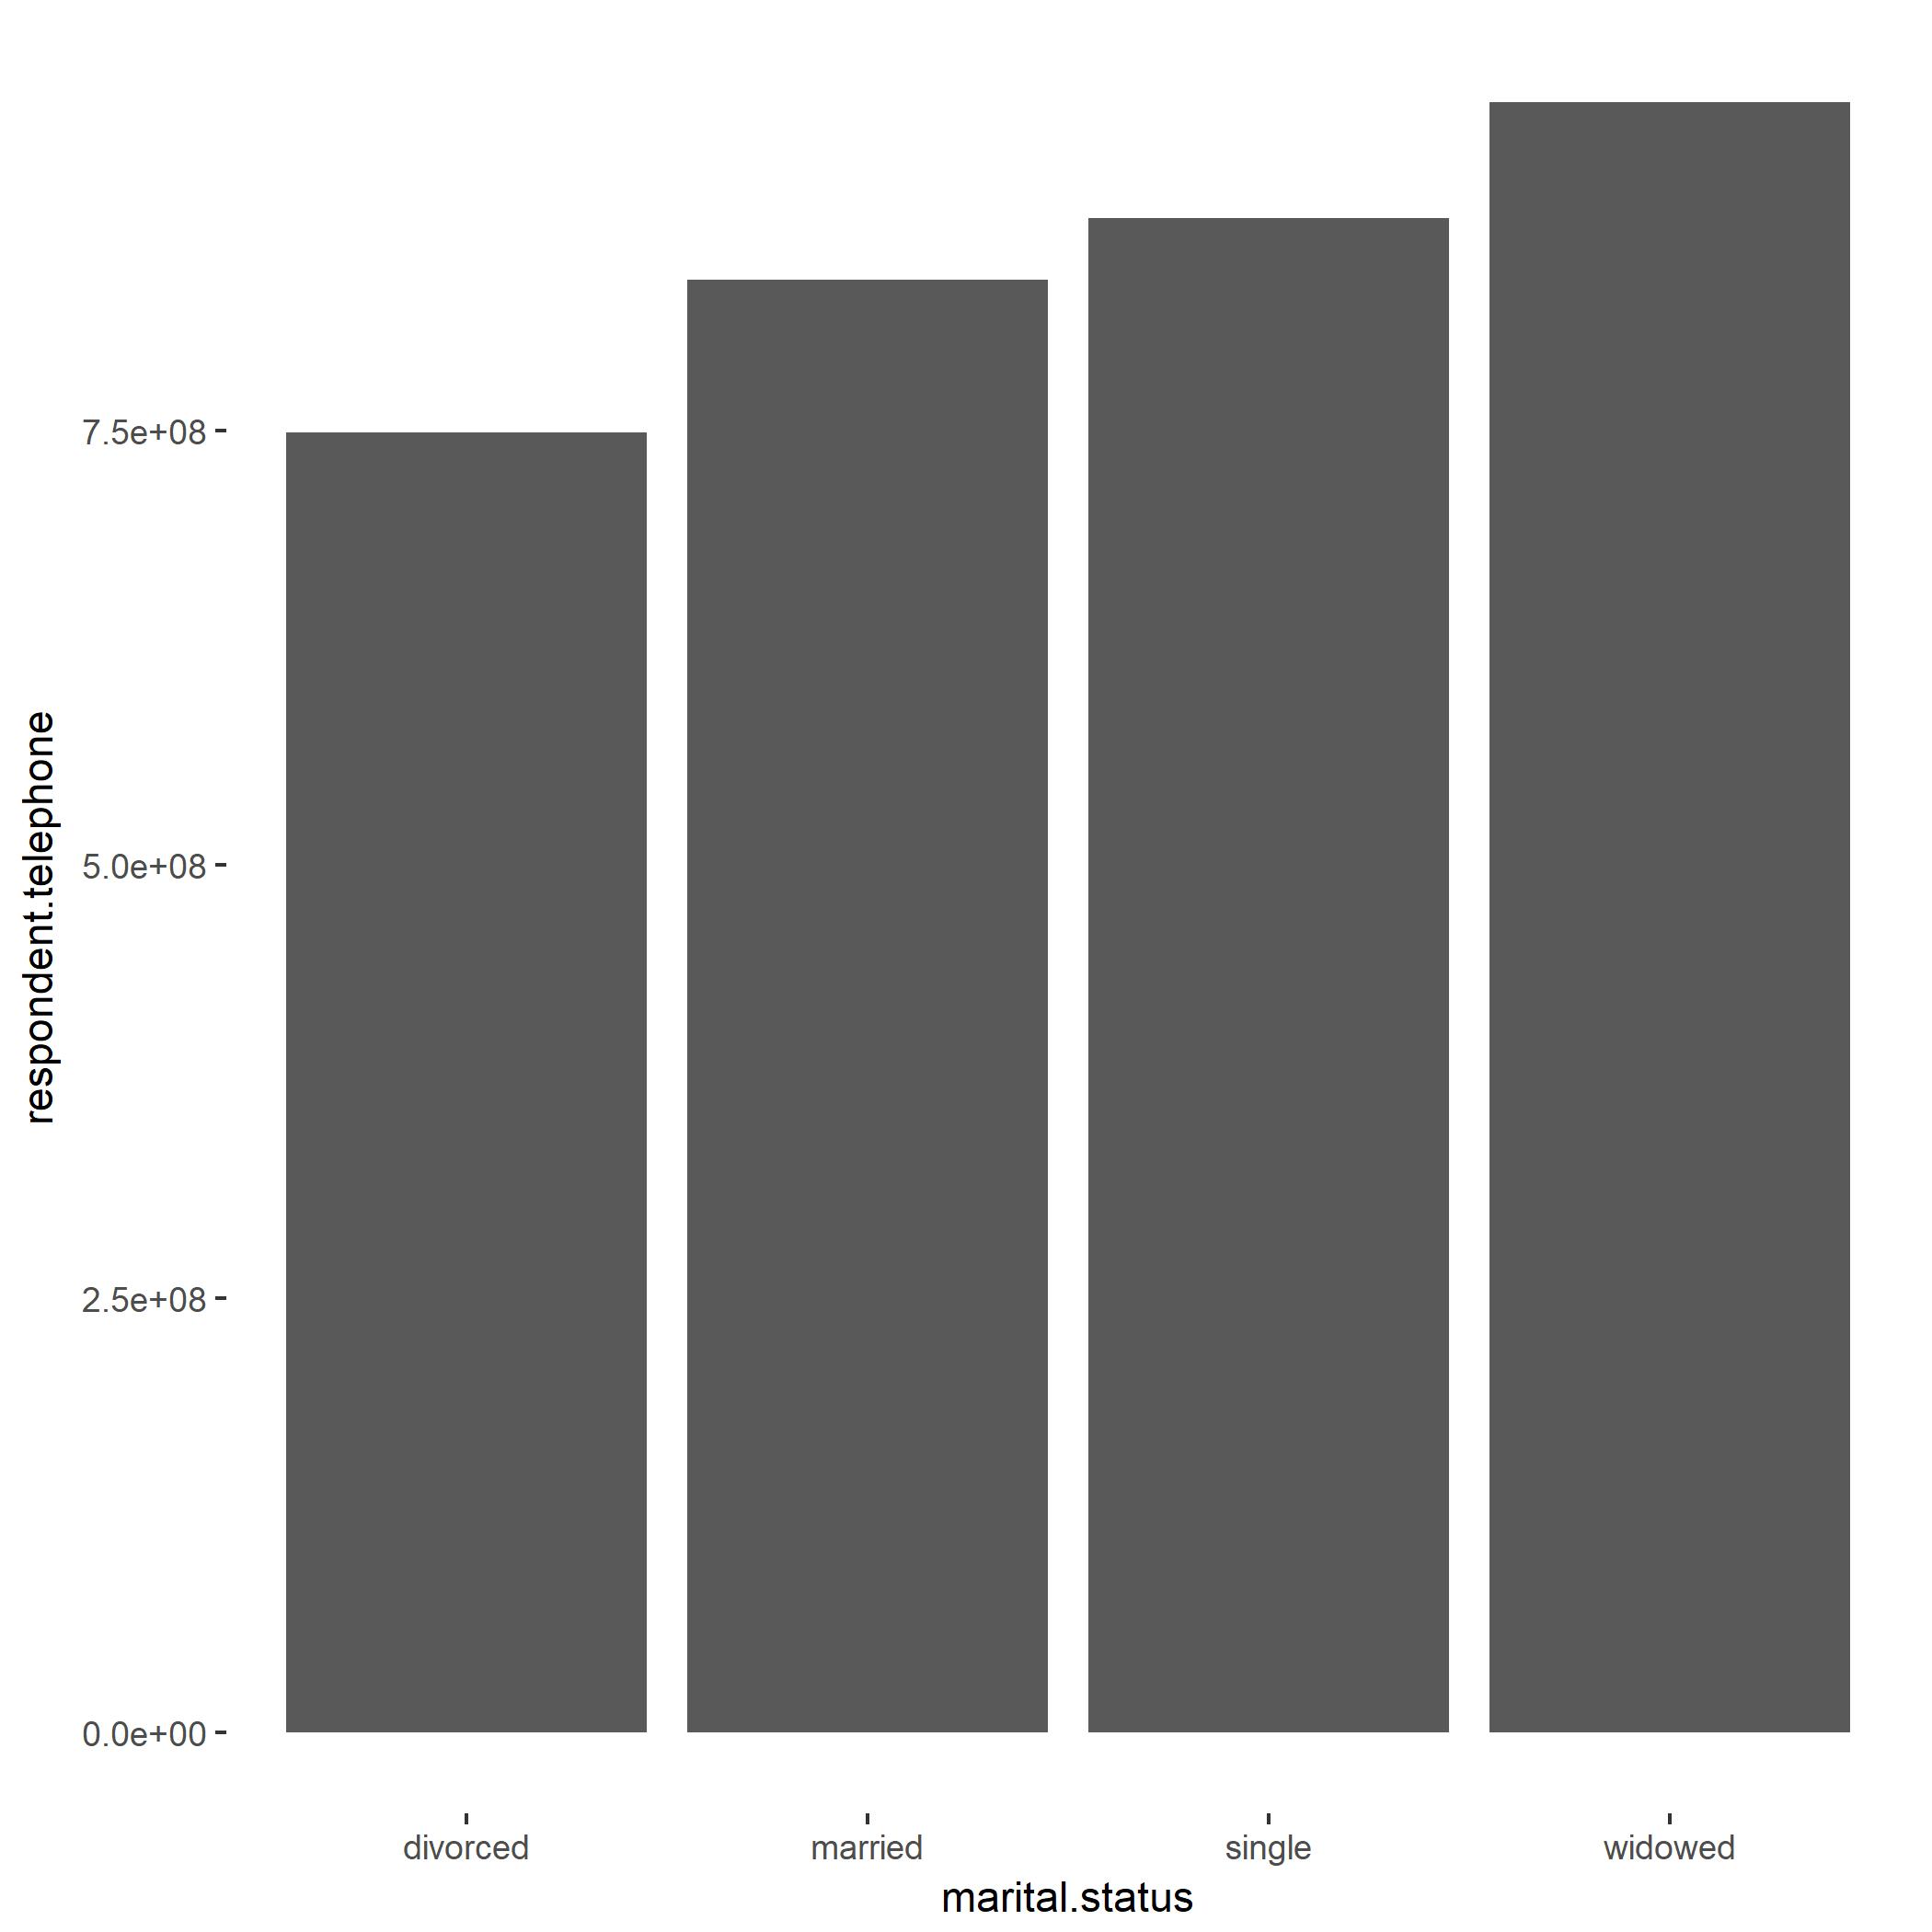 respondent.telephone
7.5e+08
5.0e+08
2.5e+08
0.0e+00
divorced married single widowed
marital.status